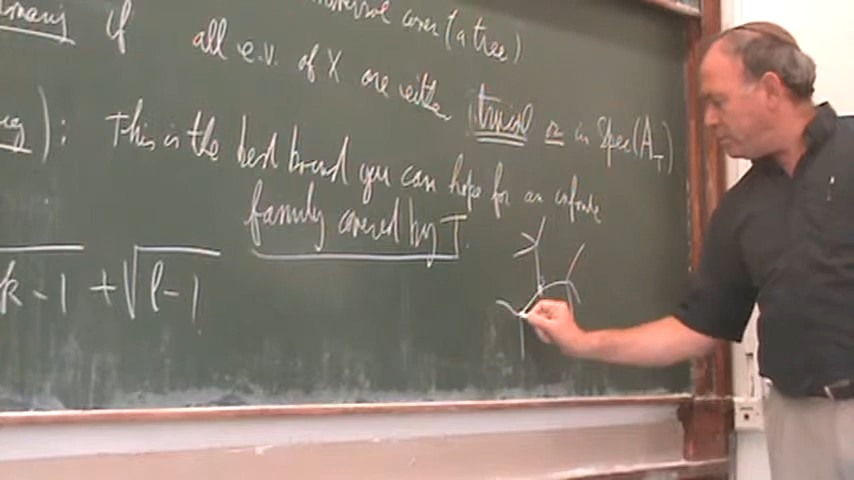 universal cover (a tree)
if all e.v. of X are either trivial or in Spec(A_T)
): This is the best bound you can hope for an infinite
family covered by T.
k-1 + √l-1